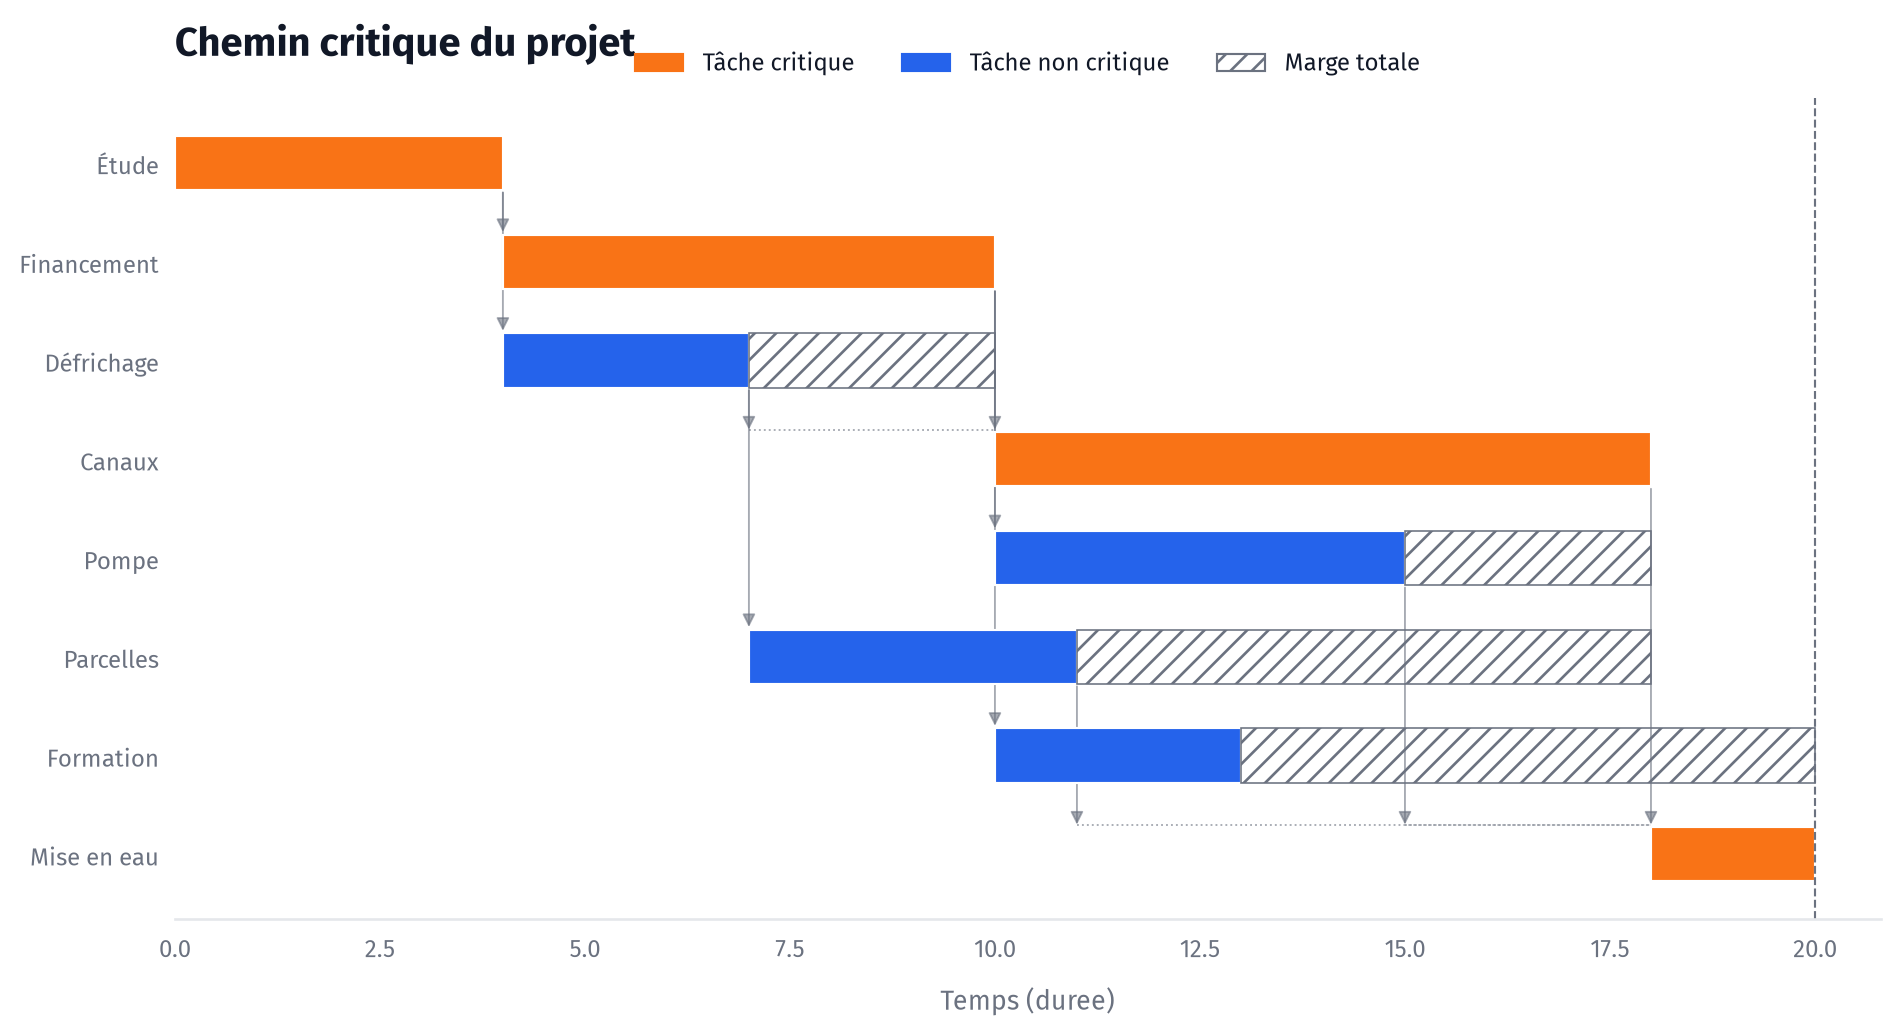 Chemin critique du projet
Tâche critique
Tâche non critique
Marge totale
Étude
Financement
Défrichage
Canaux
Pompe
Parcelles
Formation
Mise en eau
0.0 2.5 5.0 7.5 10.0 12.5 15.0 17.5 20.0
Temps (duree)